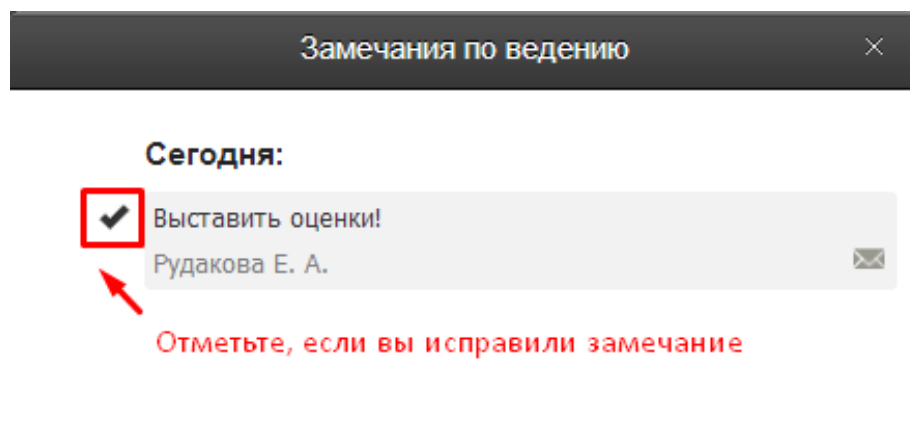 Замечания по ведению
Сегодня:
Выставить оценки!
Рудакова Е. А.
Отметьте, если вы исправили замечание